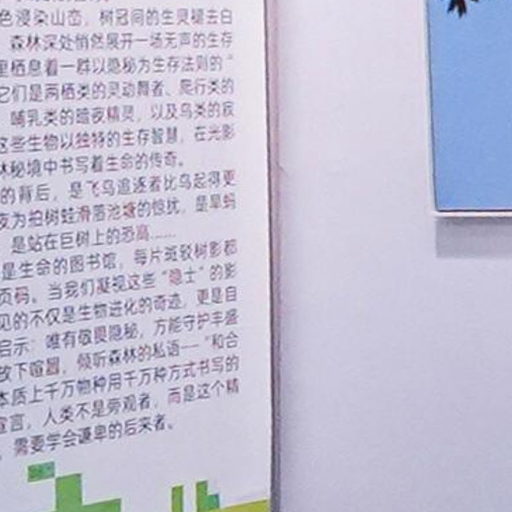 色浸染山峦，树冠间的生灵褪去白
森林深处悄然展开一场无声的生存
里栖息着一群以隐秘为生存法则的“
它们是两栖类的灵动舞者、爬行类的
哺乳类的暗夜精灵，以及鸟类的宾
这些生物以独特的生存智慧，在光影
林秘境中书写着生命的传奇。
的背后，是飞鸟追逐者比鸟起得更
夜为拍树蛙滑落池塘的惊扰，是旱蚂
是站在巨树上的恐高……
是生命的图书馆，每片斑驳树影都
页码。当我们凝视这些“隐士”的影
见的不仅是生物进化的奇迹，更是自
启示：唯有敬畏隐秘，方能守护丰盛
放下喧嚣，倾听森林的私语——“和合
本质上千万物种用千万种方式书写的
宣言，人类不是旁观者，而是这个精
，需要学会谦卑的后来者。